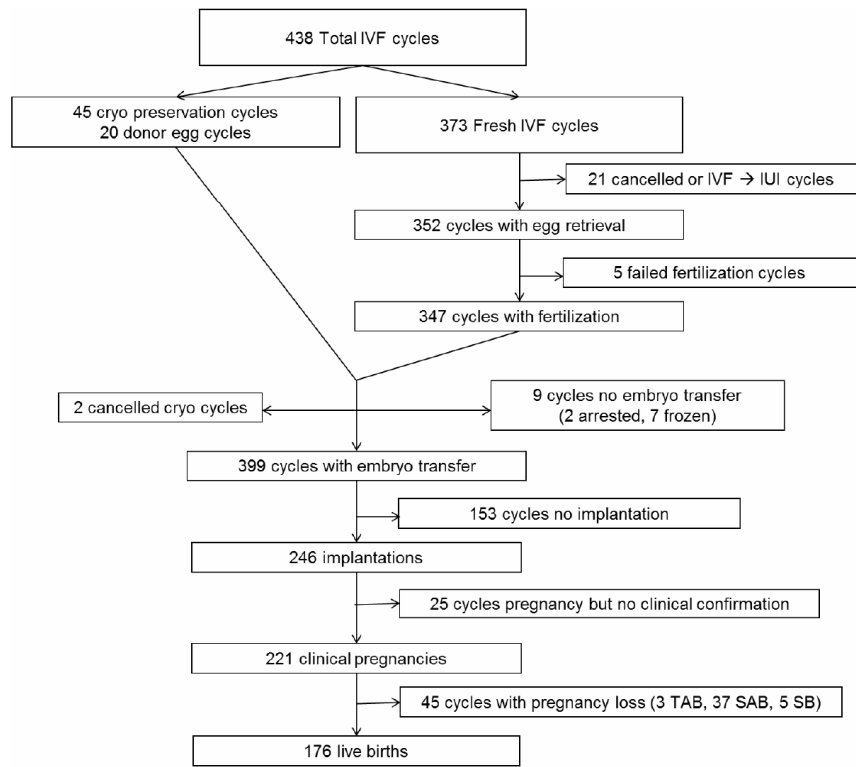 438 Total IVF cycles
45 cryo preservation cycles
20 donor egg cycles
373 Fresh IVF cycles
21 cancelled or IVF → IUI cycles
352 cycles with egg retrieval
5 failed fertilization cycles
347 cycles with fertilization
2 cancelled cryo cycles
9 cycles no embryo transfer
(2 arrested, 7 frozen)
399 cycles with embryo transfer
153 cycles no implantation
246 implantations
25 cycles pregnancy but no clinical confirmation
221 clinical pregnancies
45 cycles with pregnancy loss (3 TAB, 37 SAB, 5 SB)
176 live births